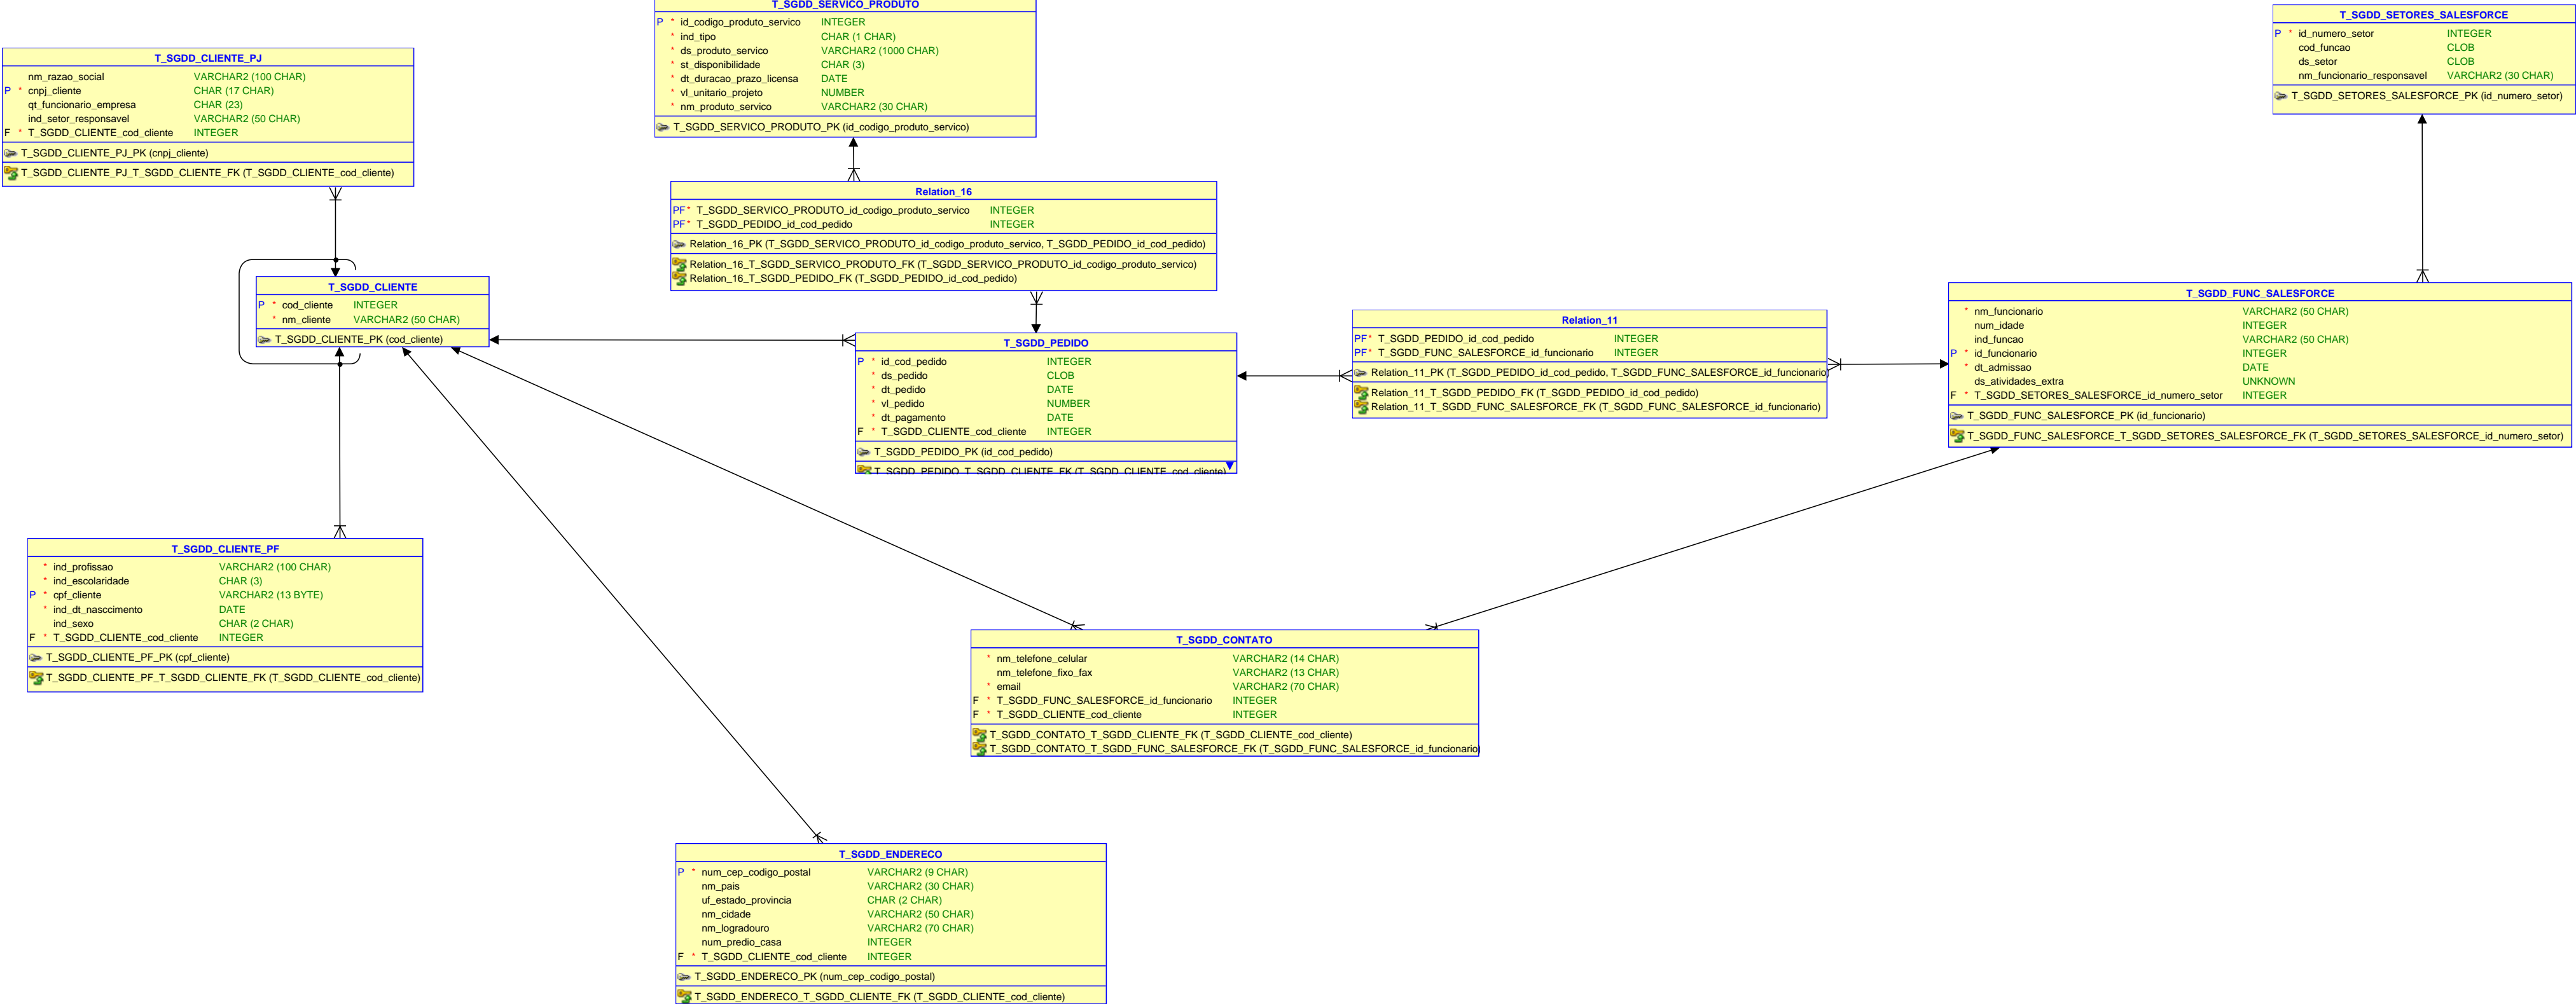 T_SGDD_SERVICO_PRODUTO
P * id_codigo_produto_servico INTEGER
* ind_tipo CHAR (1 CHAR)
* ds_produto_servico VARCHAR2 (1000 CHAR)
* st_disponibilidade CHAR (3)
* dt_duracao_prazo_licensa DATE
* vl_unitario_projeto NUMBER
* nm_produto_servico VARCHAR2 (30 CHAR)
T_SGDD_SERVICO_PRODUTO_PK (id_codigo_produto_servico)
T_SGDD_SETORES_SALESFORCE
P * id_numero_setor INTEGER
cod_funcao CLOB
ds_setor CLOB
nm_funcionario_responsavel VARCHAR2 (30 CHAR)
T_SGDD_SETORES_SALESFORCE_PK (id_numero_setor)
T_SGDD_CLIENTE_PJ
nm_razao_social VARCHAR2 (100 CHAR)
P * cnpj_cliente CHAR (17 CHAR)
qt_funcionario_empresa CHAR (23)
ind_setor_responsavel VARCHAR2 (50 CHAR)
F * T_SGDD_CLIENTE_cod_cliente INTEGER
T_SGDD_CLIENTE_PJ_PK (cnpj_cliente)
T_SGDD_CLIENTE_PJ_T_SGDD_CLIENTE_FK (T_SGDD_CLIENTE_cod_cliente)
Relation_16
PF* T_SGDD_SERVICO_PRODUTO_id_codigo_produto_servico INTEGER
PF* T_SGDD_PEDIDO_id_cod_pedido INTEGER
Relation_16_PK (T_SGDD_SERVICO_PRODUTO_id_codigo_produto_servico, T_SGDD_PEDIDO_id_cod_pedido)
Relation_16_T_SGDD_SERVICO_PRODUTO_FK (T_SGDD_SERVICO_PRODUTO_id_codigo_produto_servico)
Relation_16_T_SGDD_PEDIDO_FK (T_SGDD_PEDIDO_id_cod_pedido)
T_SGDD_CLIENTE
P * cod_cliente INTEGER
* nm_cliente VARCHAR2 (50 CHAR)
T_SGDD_CLIENTE_PK (cod_cliente)
T_SGDD_PEDIDO
P * id_cod_pedido INTEGER
* ds_pedido CLOB
* dt_pedido DATE
* vl_pedido NUMBER
* dt_pagamento DATE
F * T_SGDD_CLIENTE_cod_cliente INTEGER
T_SGDD_PEDIDO_PK (id_cod_pedido)
T_SGDD_PEDIDO_T_SGDD_CLIENTE_FK (T_SGDD_CLIENTE_cod_cliente)
Relation_11
PF* T_SGDD_PEDIDO_id_cod_pedido INTEGER
PF* T_SGDD_FUNC_SALESFORCE_id_funcionario INTEGER
Relation_11_PK (T_SGDD_PEDIDO_id_cod_pedido, T_SGDD_FUNC_SALESFORCE_id_funcionario)
Relation_11_T_SGDD_PEDIDO_FK (T_SGDD_PEDIDO_id_cod_pedido)
Relation_11_T_SGDD_FUNC_SALESFORCE_FK (T_SGDD_FUNC_SALESFORCE_id_funcionario)
T_SGDD_FUNC_SALESFORCE
* nm_funcionario VARCHAR2 (50 CHAR)
num_idade INTEGER
ind_funcao VARCHAR2 (50 CHAR)
P * id_funcionario INTEGER
* dt_admissao DATE
ds_atividades_extra UNKNOWN
F * T_SGDD_SETORES_SALESFORCE_id_numero_setor INTEGER
T_SGDD_FUNC_SALESFORCE_PK (id_funcionario)
T_SGDD_FUNC_SALESFORCE_T_SGDD_SETORES_SALESFORCE_FK (T_SGDD_SETORES_SALESFORCE_id_numero_setor)
T_SGDD_CLIENTE_PF
* ind_profissao VARCHAR2 (100 CHAR)
* ind_escolaridade CHAR (3)
P * cpf_cliente VARCHAR2 (13 BYTE)
* ind_dt_nasccimento DATE
ind_sexo CHAR (2 CHAR)
F * T_SGDD_CLIENTE_cod_cliente INTEGER
T_SGDD_CLIENTE_PF_PK (cpf_cliente)
T_SGDD_CLIENTE_PF_T_SGDD_CLIENTE_FK (T_SGDD_CLIENTE_cod_cliente)
T_SGDD_CONTATO
* nm_telefone_celular VARCHAR2 (14 CHAR)
nm_telefone_fixo_fax VARCHAR2 (13 CHAR)
* email VARCHAR2 (70 CHAR)
F * T_SGDD_FUNC_SALESFORCE_id_funcionario INTEGER
F * T_SGDD_CLIENTE_cod_cliente INTEGER
T_SGDD_CONTATO_T_SGDD_CLIENTE_FK (T_SGDD_CLIENTE_cod_cliente)
T_SGDD_CONTATO_T_SGDD_FUNC_SALESFORCE_FK (T_SGDD_FUNC_SALESFORCE_id_funcionario)
T_SGDD_ENDERECO
P * num_cep_codigo_postal VARCHAR2 (9 CHAR)
nm_pais VARCHAR2 (30 CHAR)
uf_estado_provincia CHAR (2 CHAR)
nm_cidade VARCHAR2 (50 CHAR)
nm_logradouro VARCHAR2 (70 CHAR)
num_predio_casa INTEGER
F * T_SGDD_CLIENTE_cod_cliente INTEGER
T_SGDD_ENDERECO_PK (num_cep_codigo_postal)
T_SGDD_ENDERECO_T_SGDD_CLIENTE_FK (T_SGDD_CLIENTE_cod_cliente)